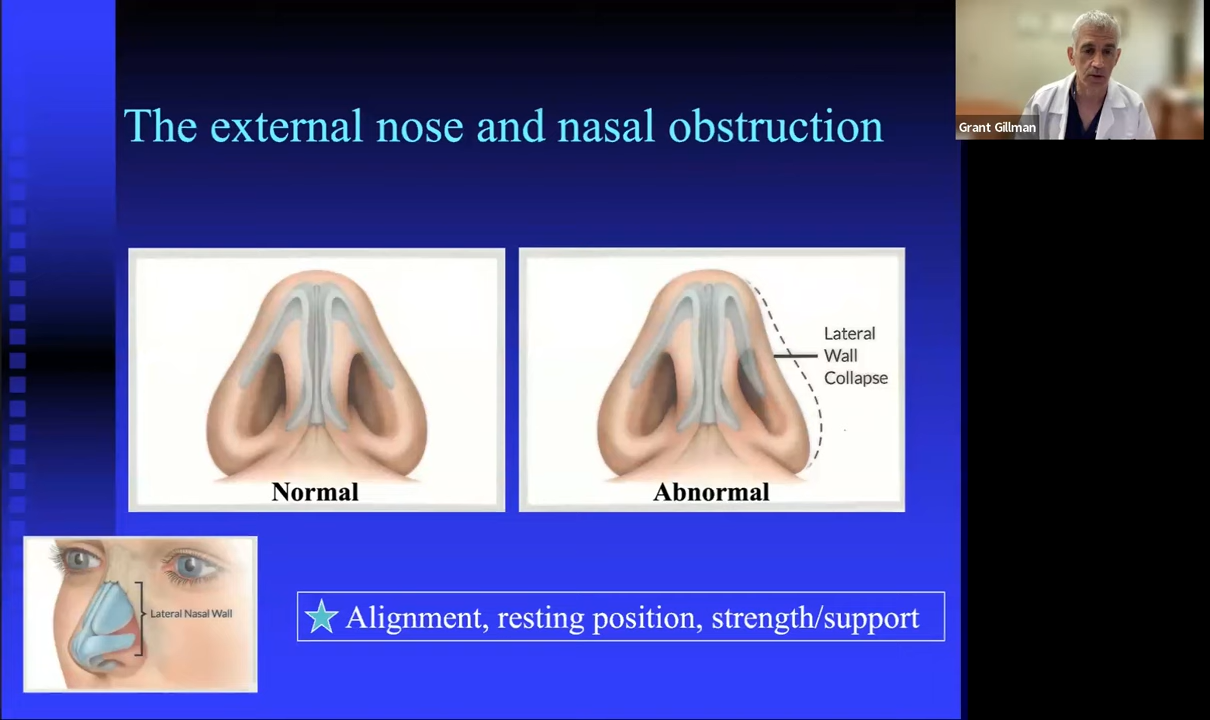 The external nose and nasal obstruction
Grant Gillman
Lateral
Wall
Collapse
Normal
Abnormal
Lateral Nasal Wall
Alignment, resting position, strength/support